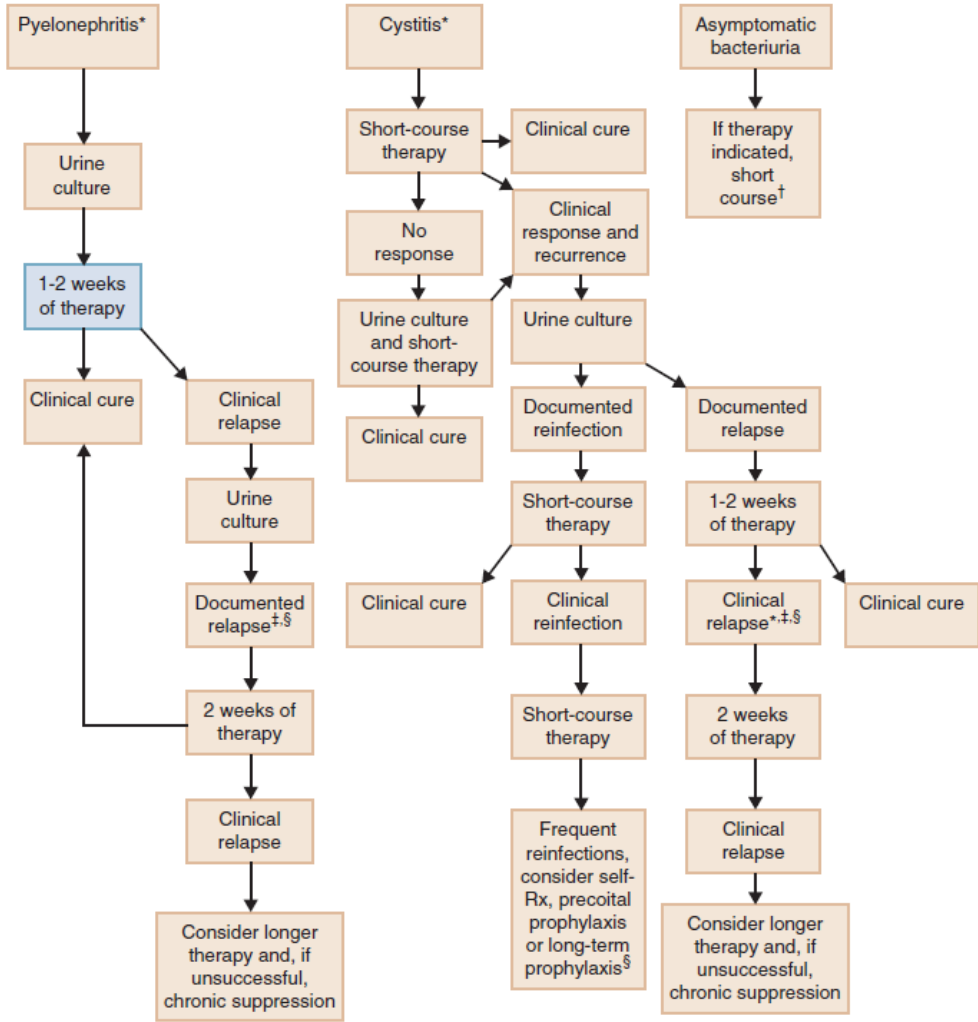 Pyelonephritis*
Urine
culture
1-2 weeks
of therapy
Clinical cure
Clinical
relapse
Urine
culture
Documented
relapse‡,§
2 weeks of
therapy
Clinical
relapse
Consider longer
therapy and, if
unsuccessful,
chronic suppression
Cystitis*
Short-course
therapy
Clinical cure
No
response
Clinical
response and
recurrence
Urine culture
and short-
course therapy
Clinical cure
Urine culture
Documented
reinfection
Short-course
therapy
Clinical cure
Clinical
reinfection
Short-course
therapy
Frequent
reinfections,
consider self-
Rx, precoital
prophylaxis
or long-term
prophylaxis§
Documented
relapse
1-2 weeks
of therapy
Clinical
relapse*,‡,§
Clinical cure
2 weeks
of therapy
Clinical
relapse
Consider longer
therapy and, if
unsuccessful,
chronic suppression
Asymptomatic
bacteriuria
If therapy
indicated,
short
course†